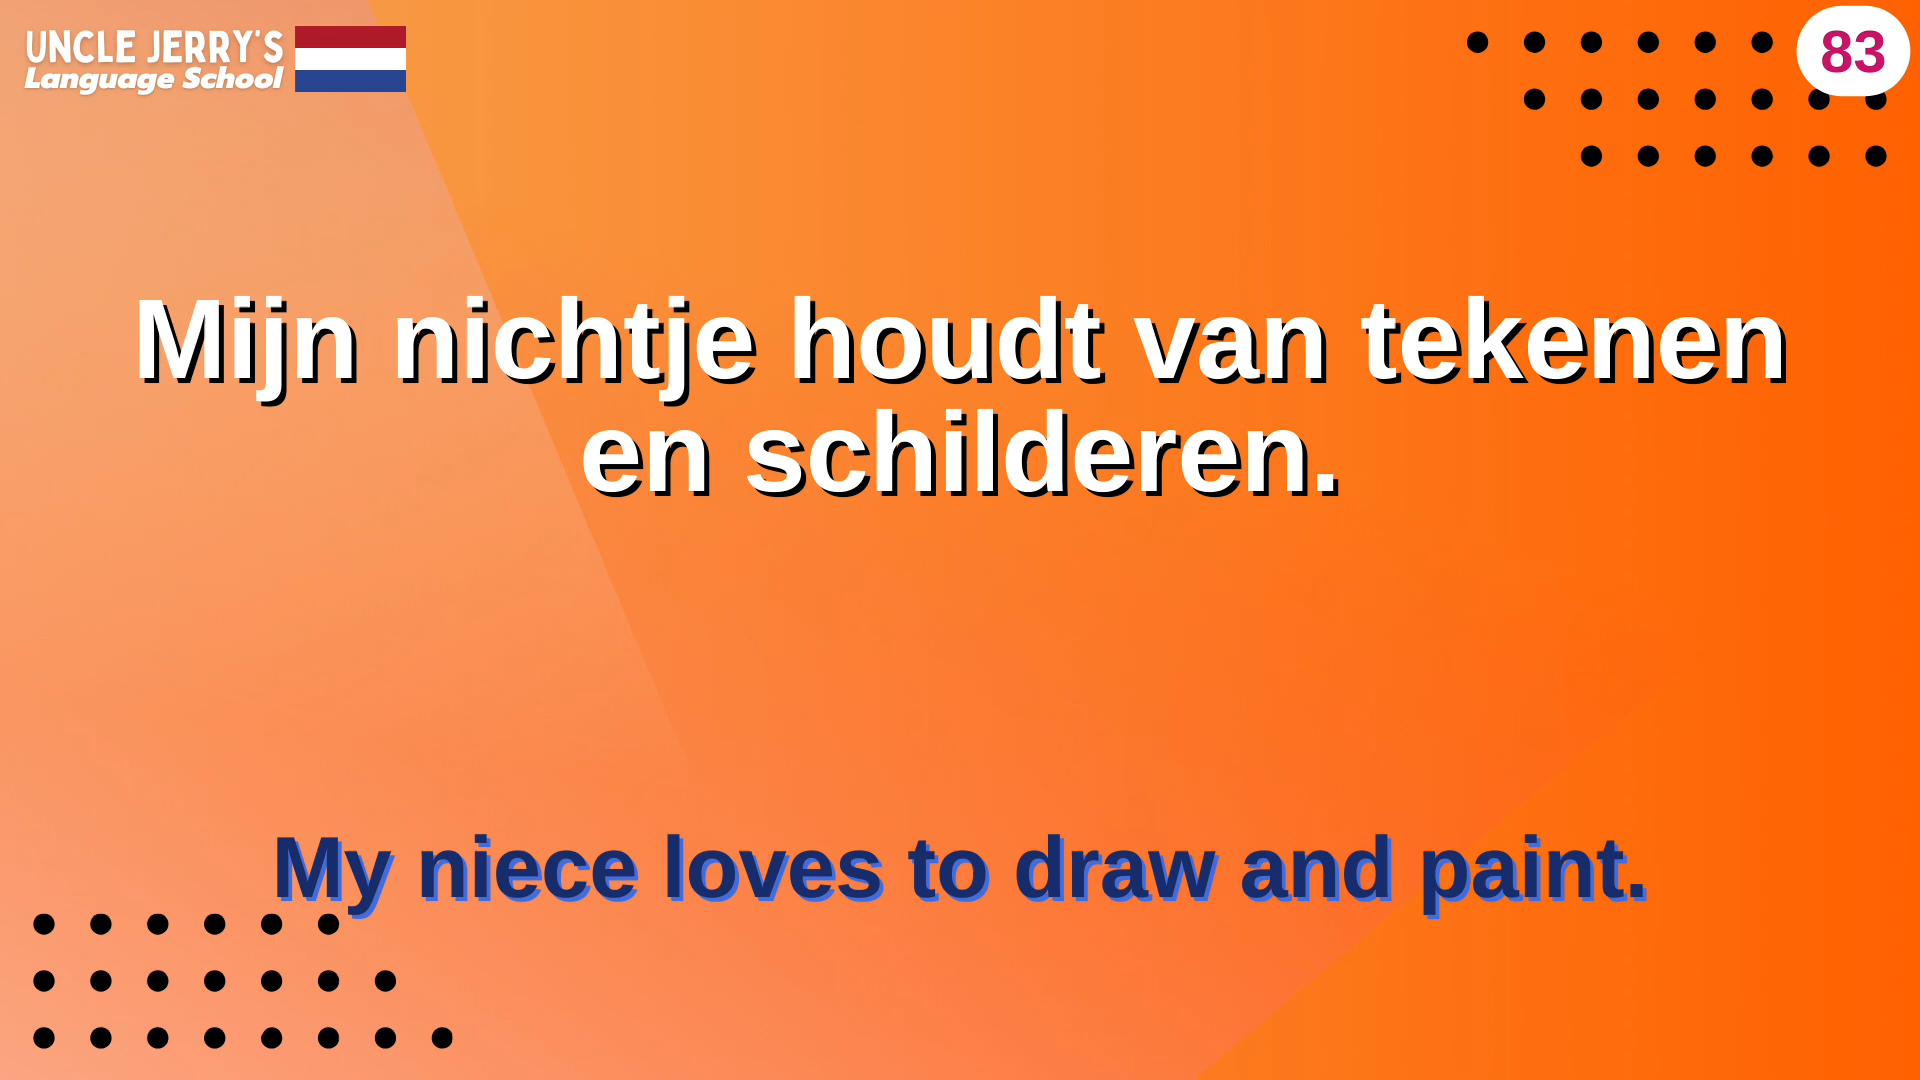 UNCLE JERRY'S
Language School
83
Mijn nichtje houdt van tekenen
en schilderen.
My niece loves to draw and paint.